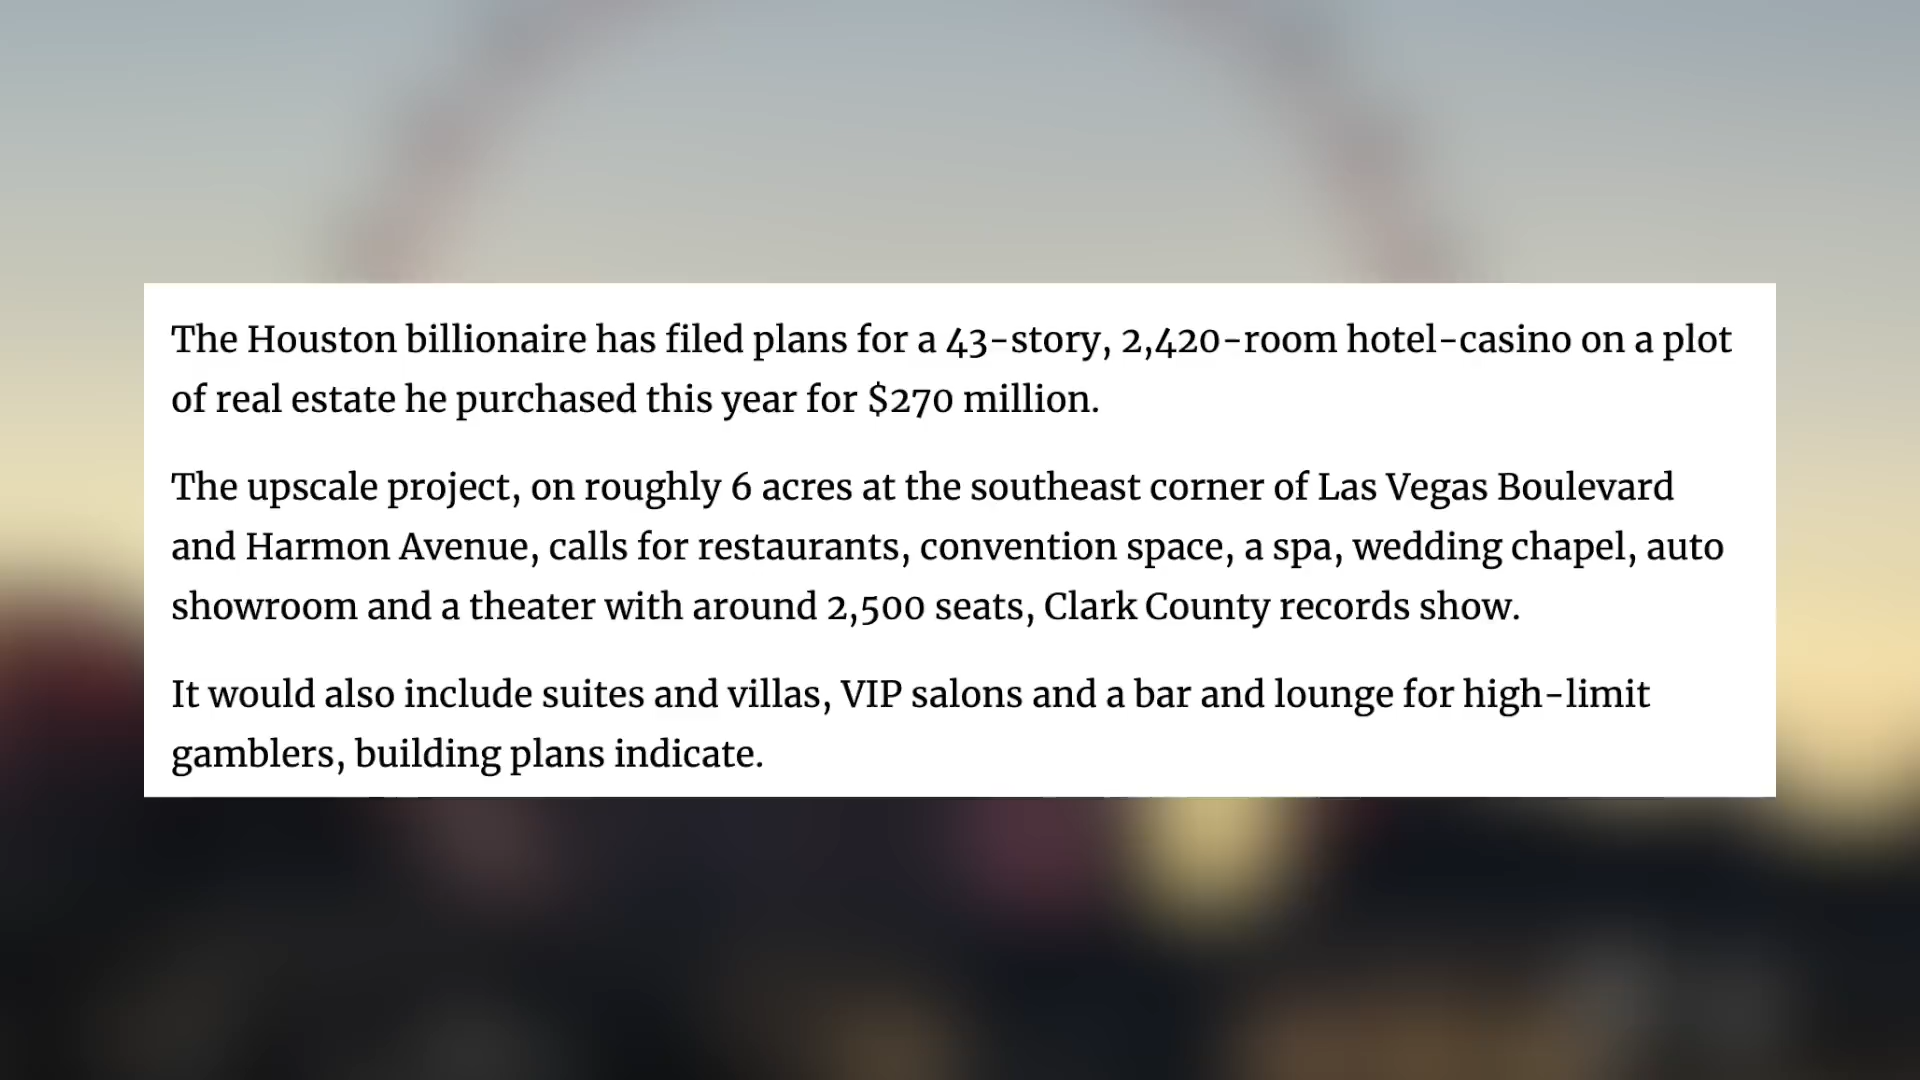 The Houston billionaire has filed plans for a 43-story, 2,420-room hotel-casino on a plot
of real estate he purchased this year for $270 million.
The upscale project, on roughly 6 acres at the southeast corner of Las Vegas Boulevard
and Harmon Avenue, calls for restaurants, convention space, a spa, wedding chapel, auto
showroom and a theater with around 2,500 seats, Clark County records show.
It would also include suites and villas, VIP salons and a bar and lounge for high-limit
gamblers, building plans indicate.